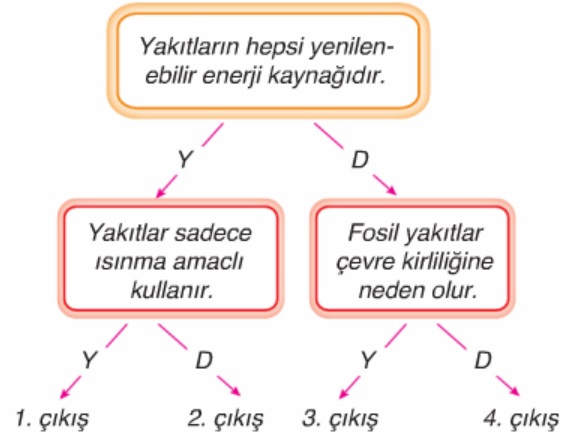 Yakıtların hepsi yenilen-
ebilir enerji kaynağıdır.
Y
D
Yakıtlar sadece
ısınma amaçlı
kullanır.
Fosil yakıtlar
çevre kirliliğine
neden olur.
Y
D
Y
D
1. çıkış
2. çıkış
3. çıkış
4. çıkış